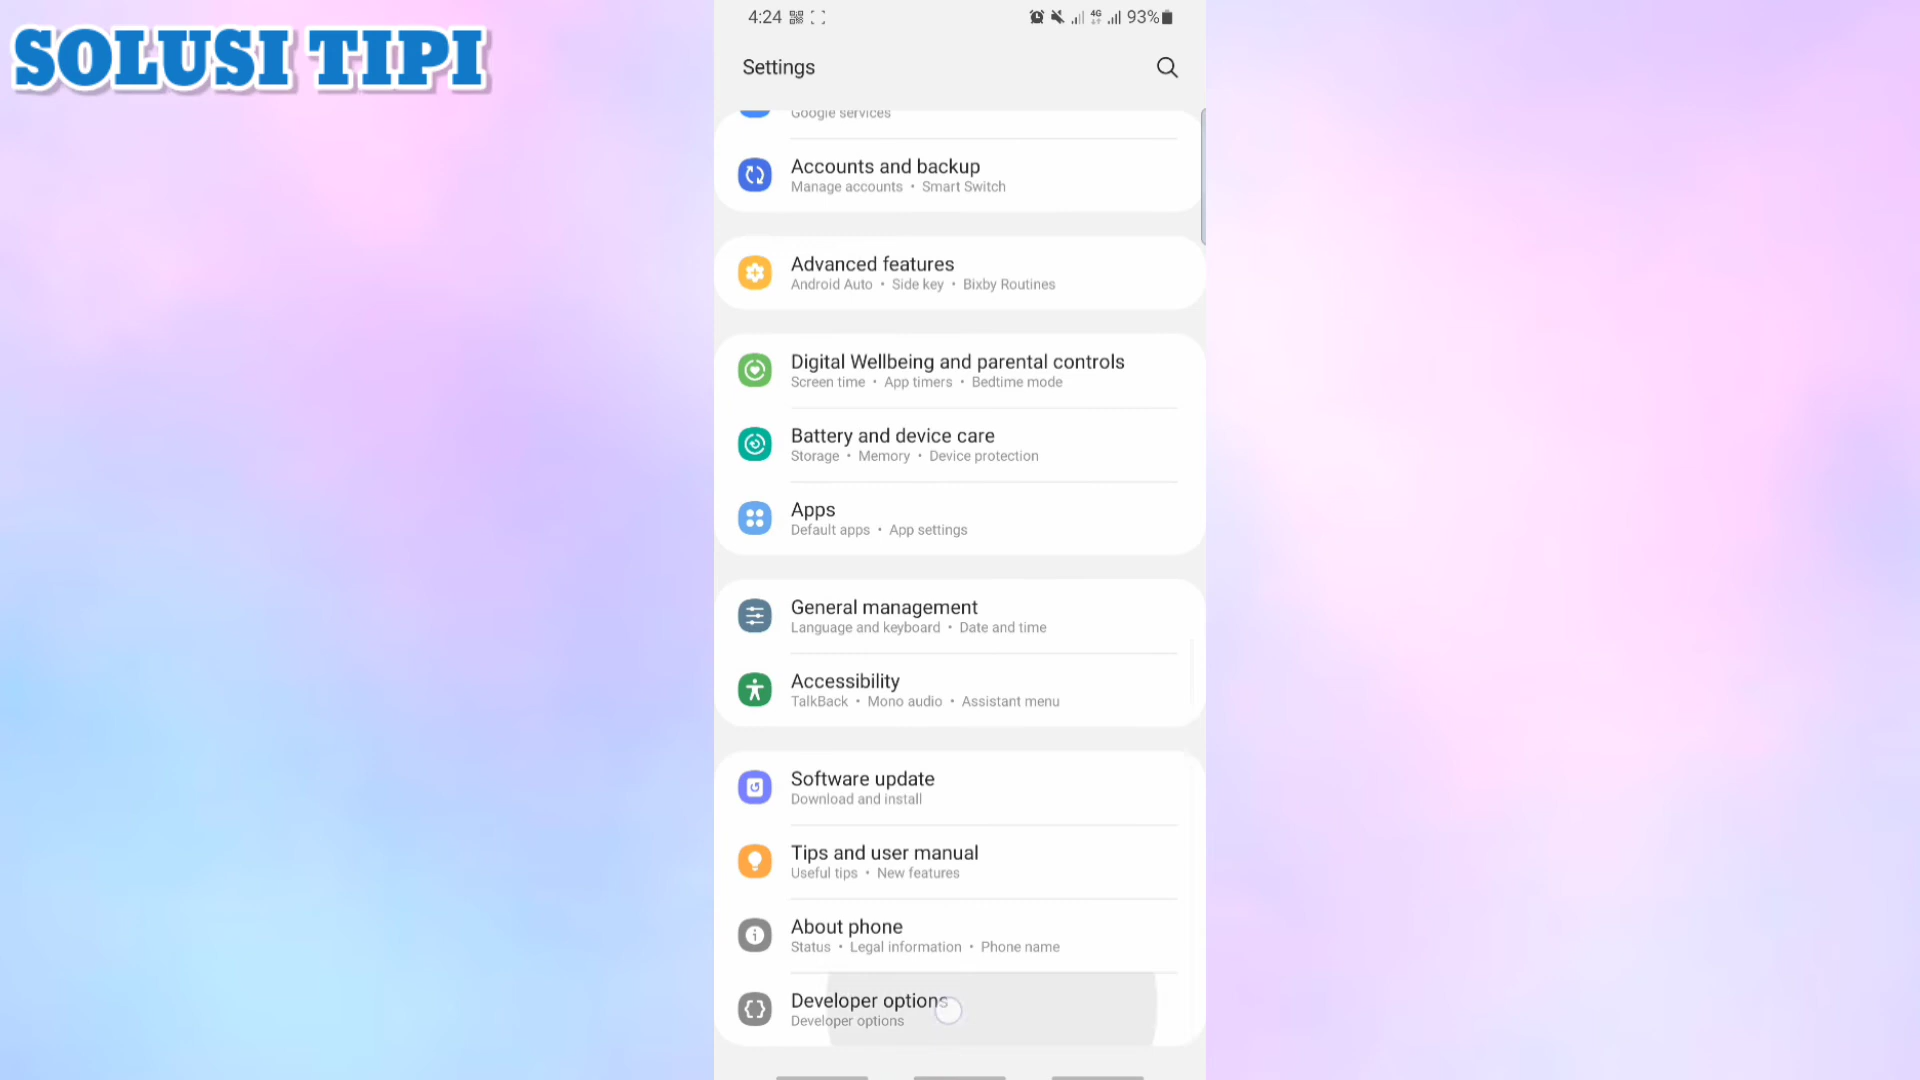 SOLUSI TIPI
4:24
4G
93%
Settings
Google services
Accounts and backup
Manage accounts • Smart Switch
Advanced features
Android Auto • Side key • Bixby Routines
Digital Wellbeing and parental controls
Screen time • App timers • Bedtime mode
Battery and device care
Storage • Memory • Device protection
Apps
Default apps • App settings
General management
Language and keyboard • Date and time
Accessibility
TalkBack • Mono audio • Assistant menu
Software update
Download and install
Tips and user manual
Useful tips • New features
About phone
Status • Legal information • Phone name
Developer options
Developer options